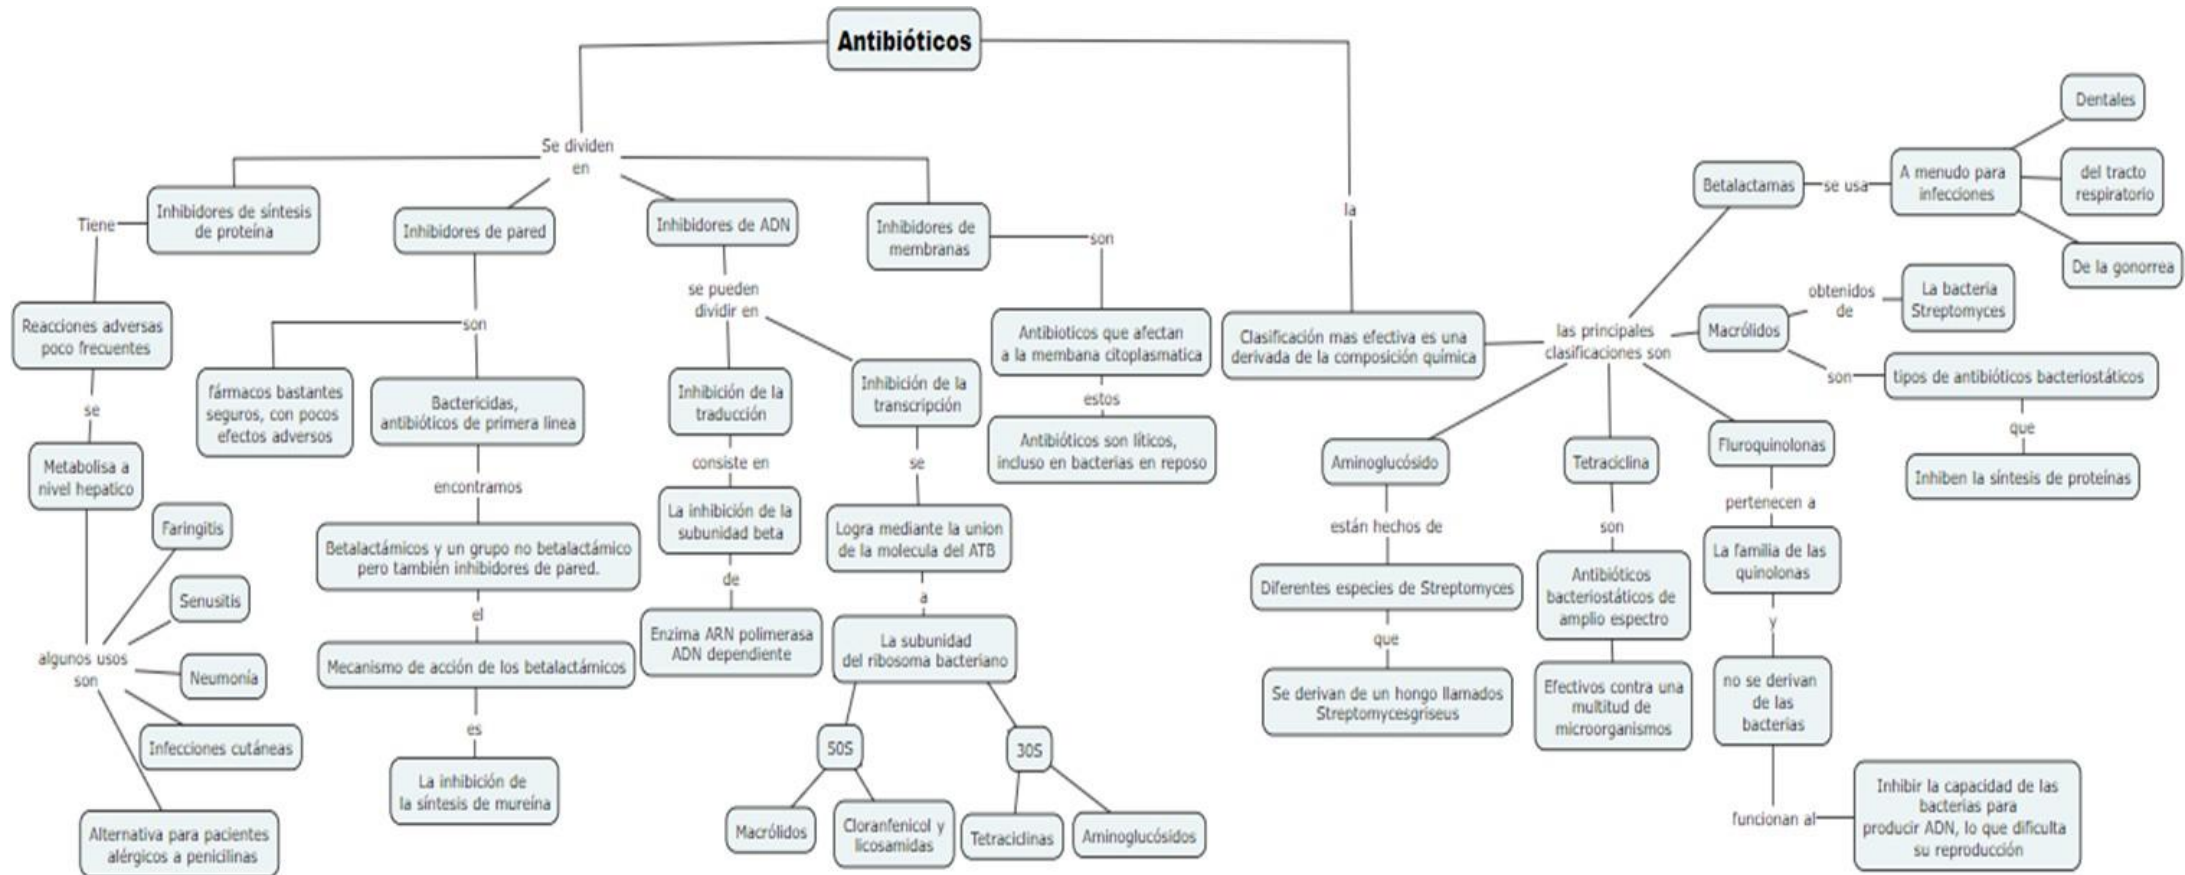 Antibióticos
Se dividen
en
Tiene
Inhibidores de síntesis
de proteína
Reacciones adversas
poco frecuentes
se
Metabolisa a
nivel hepatico
algunos usos
son
Faringitis
Senusitis
Neumonía
Infecciones cutáneas
Alternativa para pacientes
alérgicos a penicilinas
Inhibidores de pared
son
fármacos bastantes
seguros, con pocos
efectos adversos
Bactericidas,
antibióticos de primera linea
encontramos
Betalactámicos y un grupo no betalactámico
pero también inhibidores de pared.
el
Mecanismo de acción de los betalactámicos
es
La inhibición de
la síntesis de mureína
Inhibidores de ADN
se pueden
dividir en
Inhibición de la
traducción
consiste en
La inhibición de la
subunidad beta
de
Enzima ARN polimerasa
ADN dependiente
Inhibición de la
transcripción
se
Logra mediante la union
de la molecula del ATB
a
La subunidad
del ribosoma bacteriano
50S
Macrólidos
Cloranfenicol y
licosamidas
30S
Tetraciclinas
Aminoglucósidos
Inhibidores de
membranas
son
Antibioticos que afectan
a la membana citoplasmatica
estos
Antibióticos son líticos,
incluso en bacterias en reposo
la
Clasificación mas efectiva es una
derivada de la composición química
las principales
clasificaciones son
Betalactamas
se usa
A menudo para
infecciones
Dentales
del tracto
respiratorio
De la gonorrea
Macrólidos
obtenidos
de
La bacteria
Streptomyces
son
tipos de antibióticos bacteriostáticos
que
Inhiben la síntesis de proteínas
Aminoglucósido
están hechos de
Diferentes especies de Streptomyces
que
Se derivan de un hongo llamados
Streptomycesgriseus
Tetraciclina
son
Antibióticos
bacteriostáticos de
amplio espectro
Efectivos contra una
multitud de
microorganismos
Fluroquinolonas
pertenecen a
La familia de las
quinolonas
y
no se derivan
de las
bacterias
funcionan al
Inhibir la capacidad de las
bacterias para
producir ADN, lo que dificulta
su reproducción